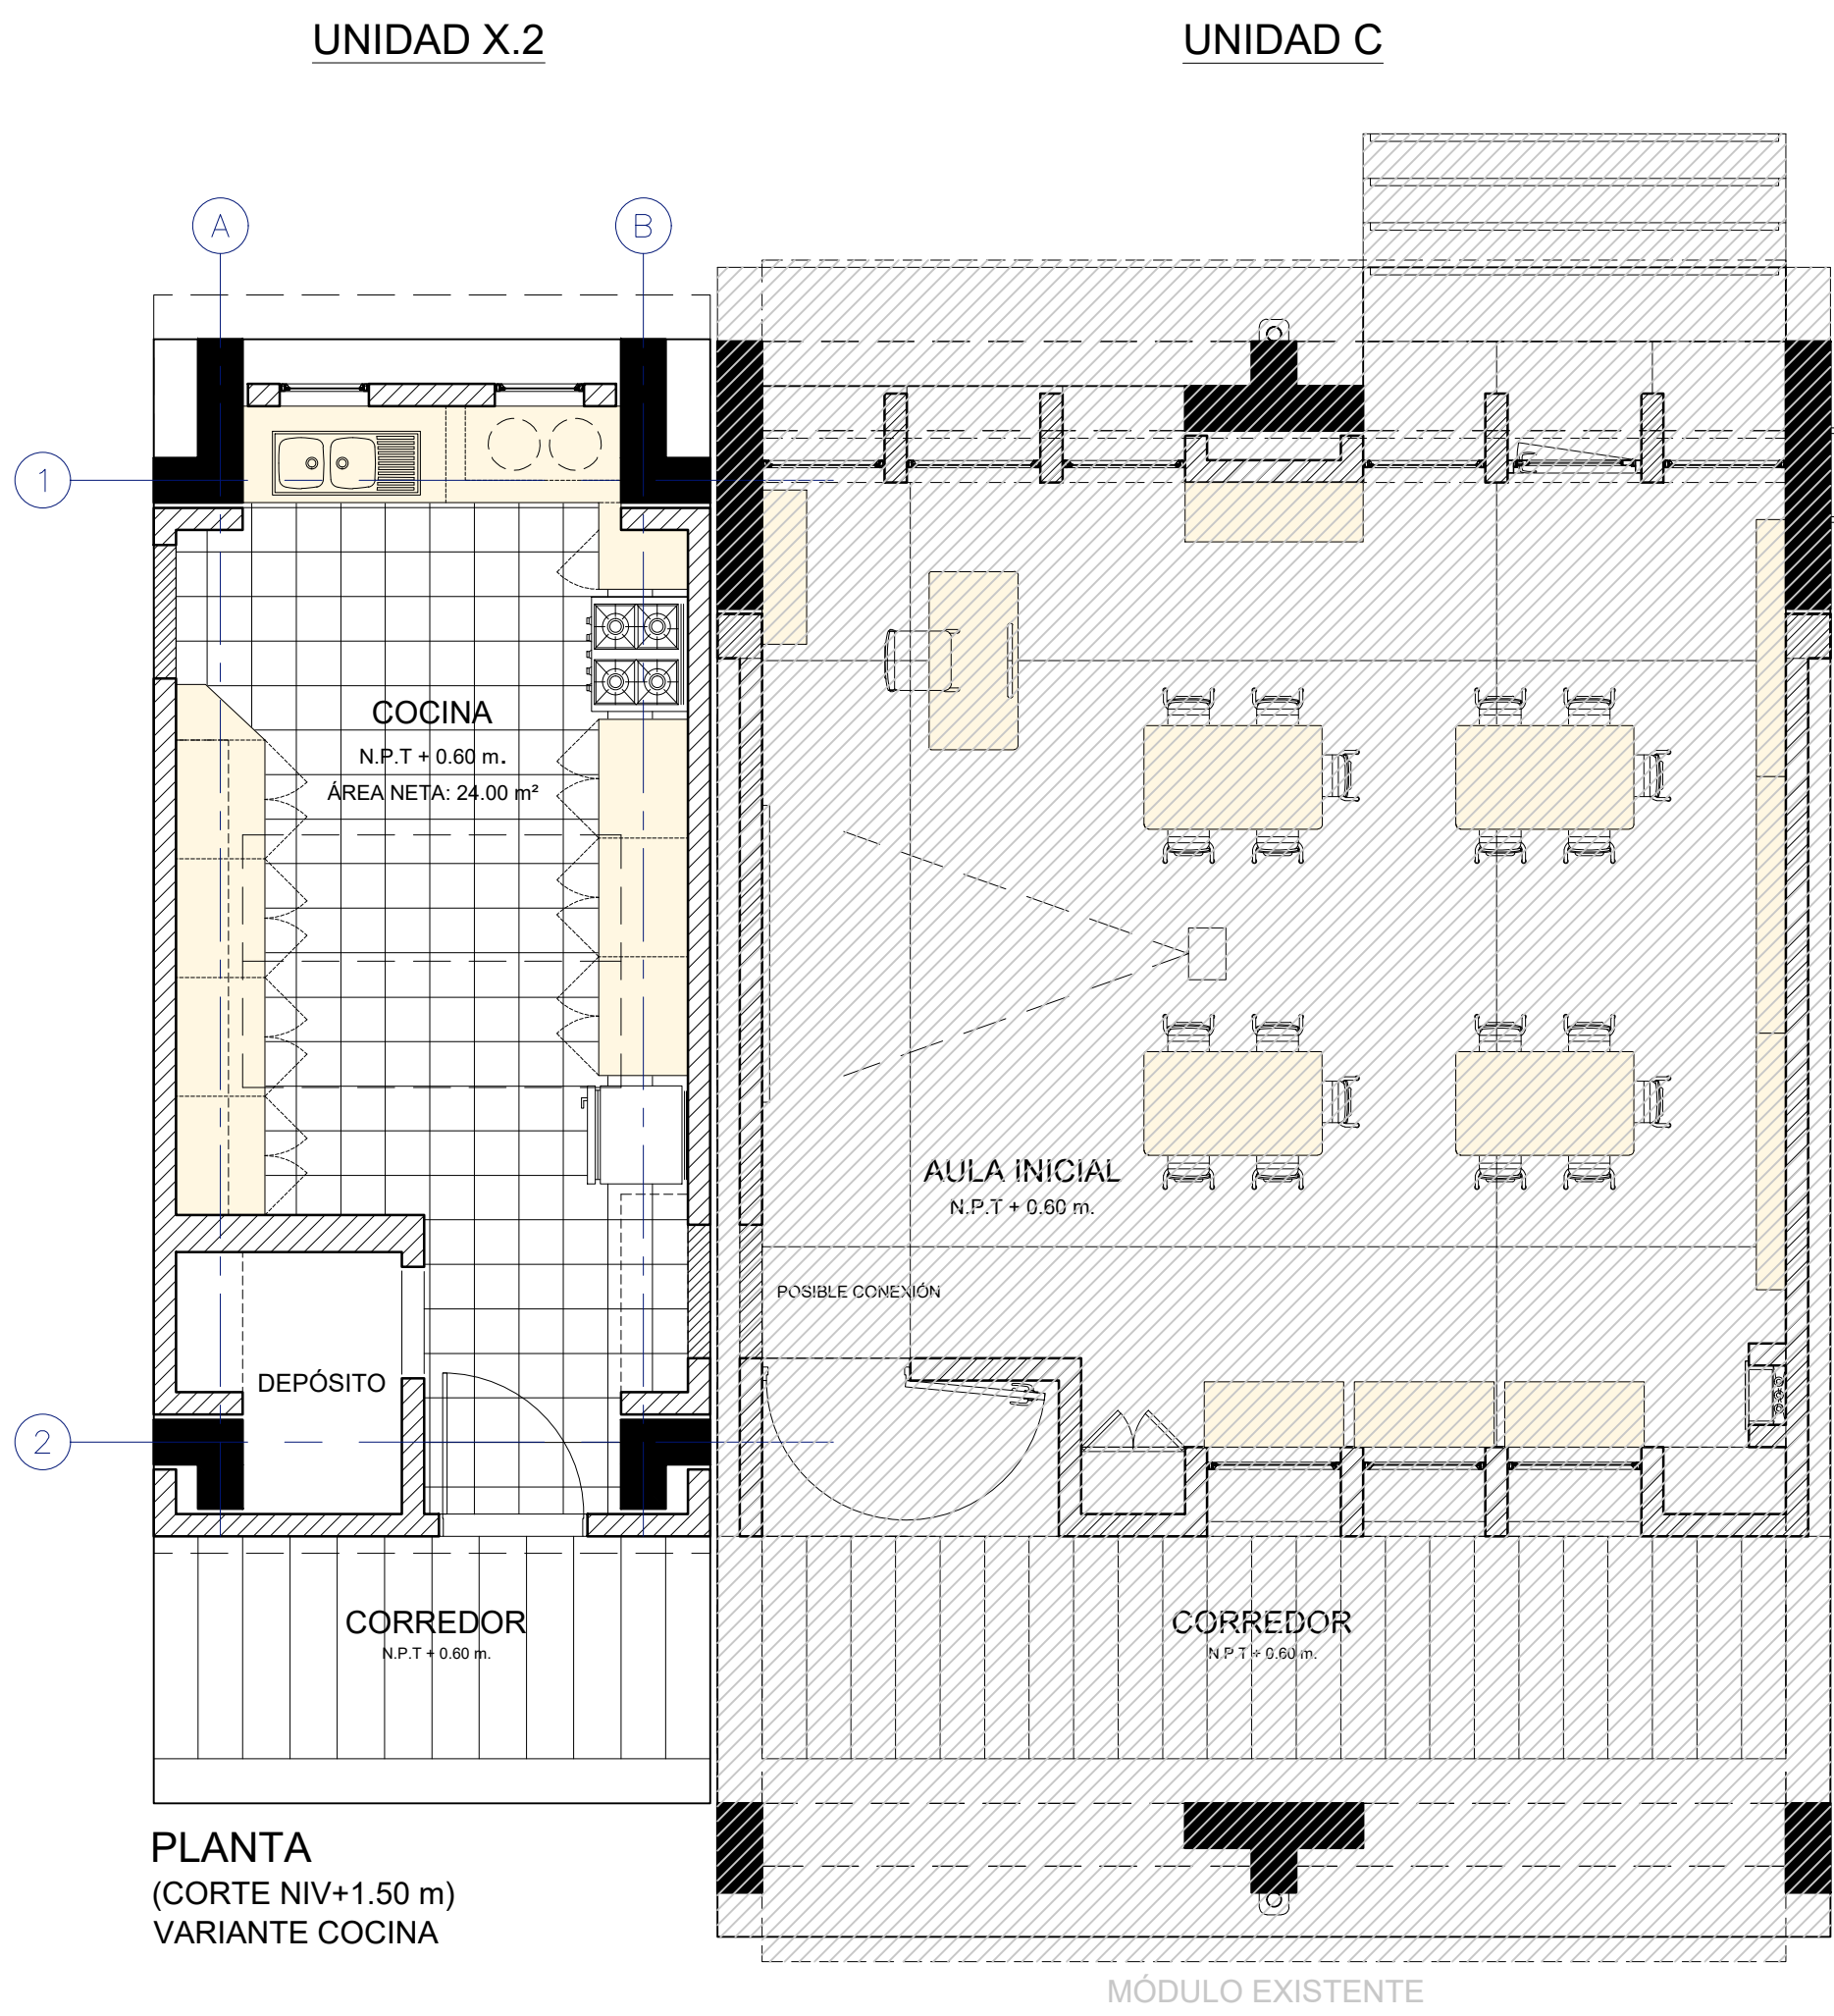 UNIDAD X.2
UNIDAD C
A
B
1
COCINA
N.P.T + 0.60 m.
ÁREA NETA: 24.00 m²
AULA INICIAL
N.P.T + 0.60 m.
POSIBLE CONEXIÓN
DEPÓSITO
2
CORREDOR
N.P.T + 0.60 m.
CORREDOR
N.P.T + 0.60 m.
PLANTA
(CORTE NIV+1.50 m)
VARIANTE COCINA
MÓDULO EXISTENTE